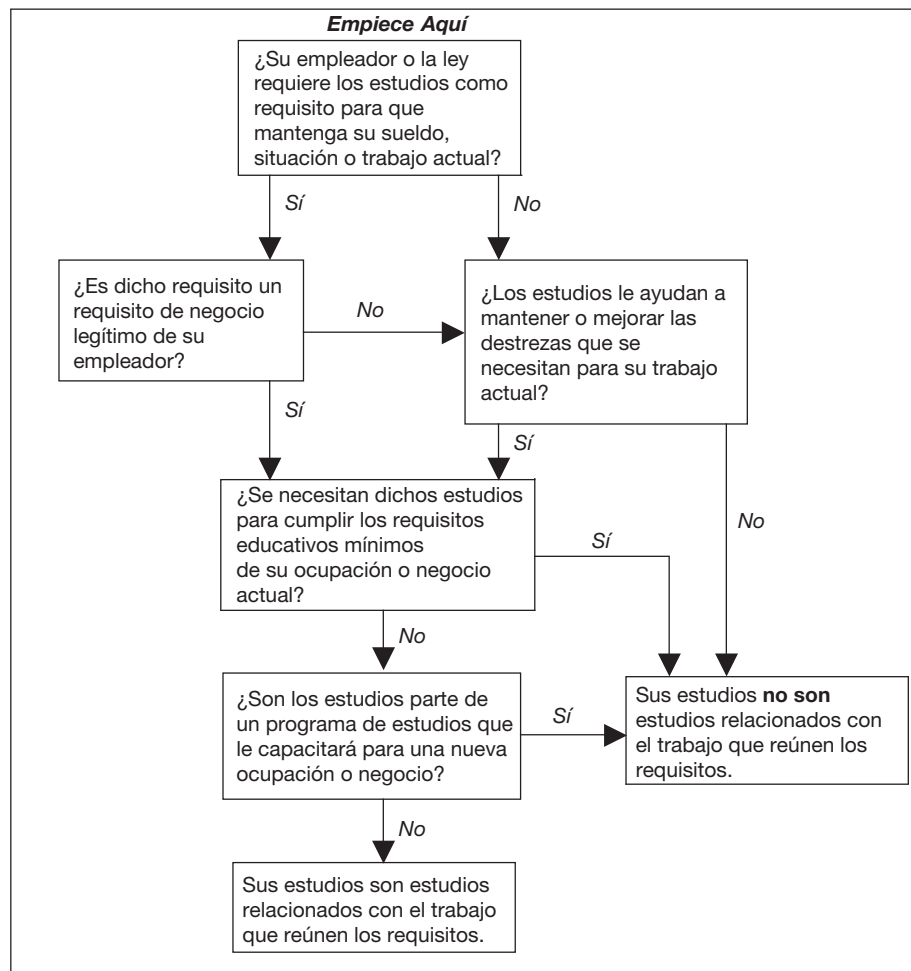 Empiece Aquí
¿Su empleador o la ley
requiere los estudios como
requisito para que
mantenga su sueldo,
situación o trabajo actual?
Sí
No
¿Es dicho requisito un
requisito de negocio
legítimo de su
empleador?
No
¿Los estudios le ayudan a
mantener o mejorar las
destrezas que se
necesitan para su trabajo
actual?
Sí
Sí
No
¿Se necesitan dichos estudios
para cumplir los requisitos
educativos mínimos
de su ocupación o negocio
actual?
Sí
No
¿Son los estudios parte de
un programa de estudios que
le capacitará para una nueva
ocupación o negocio?
Sí
Sus estudios no son
estudios relacionados con
el trabajo que reúnen los
requisitos.
No
Sus estudios son estudios
relacionados con el trabajo
que reúnen los requisitos.